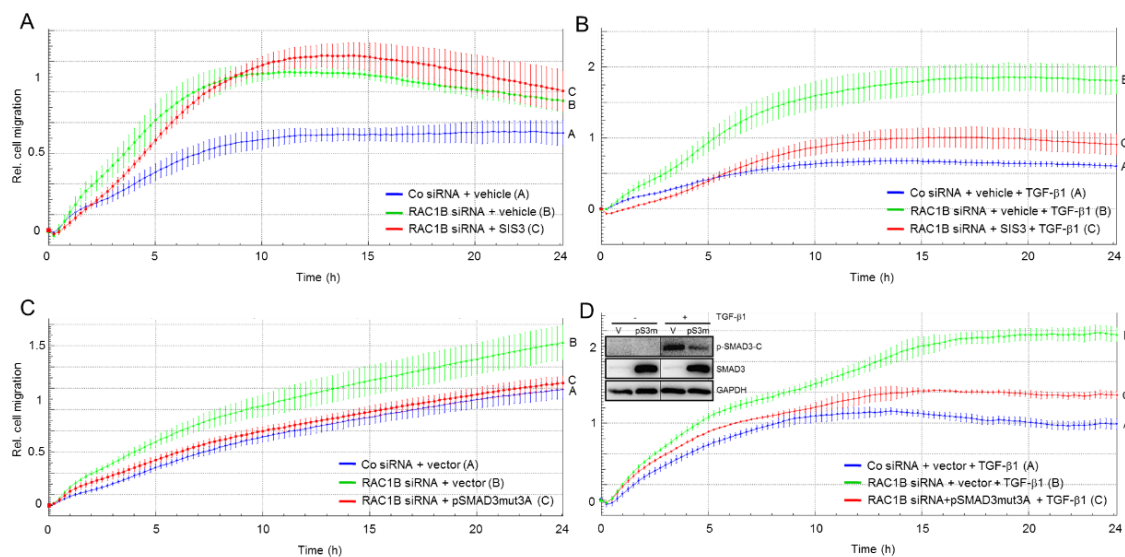 A
Rel. cell migration
1
0.5
0
C
B
A
Co siRNA + vehicle (A)
RAC1B siRNA + vehicle (B)
RAC1B siRNA + SIS3 (C)
0 5 10 15 20 24
Time (h)
B
2
1
0
C
A
Co siRNA + vehicle + TGF-β1 (A)
RAC1B siRNA + vehicle + TGF-β1 (B)
RAC1B siRNA + SIS3 + TGF-β1 (C)
0 5 10 15 20 24
Time (h)
C
Rel. cell migration
1.5
1
0.5
0
B
C
A
Co siRNA + vector (A)
RAC1B siRNA + vector (B)
RAC1B siRNA + pSMAD3mut3A (C)
0 5 10 15 20 24
Time (h)
D
- + TGF-β1
V pS3m V pS3m
p-SMAD3-C
SMAD3
GAPDH
2
1
0
Co siRNA + vector + TGF-β1 (A)
RAC1B siRNA + vector + TGF-β1 (B)
RAC1B siRNA+pSMAD3mut3A + TGF-β1 (C)
0 5 10 15 20 24
Time (h)